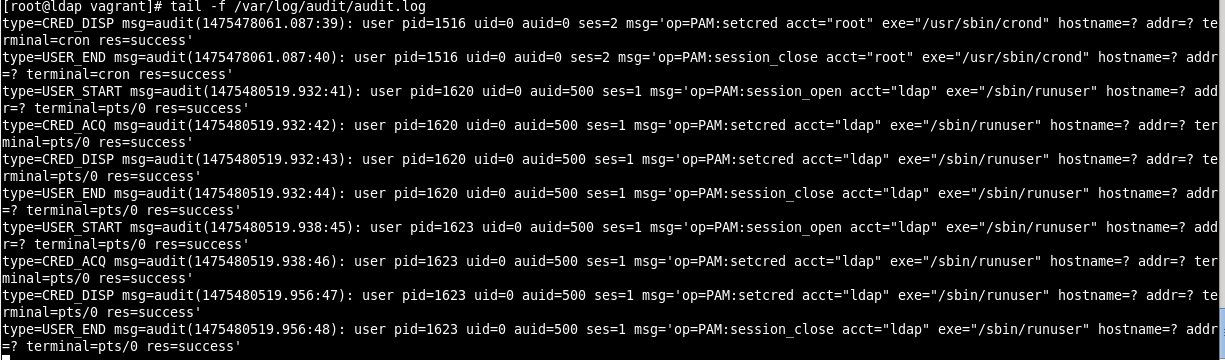 [root@ldap vagrant]# tail -f /var/log/audit/audit.log
type=CRED_DISP msg=audit(1475478061.087:39): user pid=1516 uid=0 auid=0 ses=2 msg='op=PAM:setcred acct="root" exe="/usr/sbin/crond" hostname=? addr=? te
rminal=cron res=success'
type=USER_END msg=audit(1475478061.087:40): user pid=1516 uid=0 auid=0 ses=2 msg='op=PAM:session_close acct="root" exe="/usr/sbin/crond" hostname=? addr
=? terminal=cron res=success'
type=USER_START msg=audit(1475480519.932:41): user pid=1620 uid=0 auid=500 ses=1 msg='op=PAM:session_open acct="ldap" exe="/sbin/runuser" hostname=? add
r=? terminal=pts/0 res=success'
type=CRED_ACQ msg=audit(1475480519.932:42): user pid=1620 uid=0 auid=500 ses=1 msg='op=PAM:setcred acct="ldap" exe="/sbin/runuser" hostname=? addr=? ter
minal=pts/0 res=success'
type=CRED_DISP msg=audit(1475480519.932:43): user pid=1620 uid=0 auid=500 ses=1 msg='op=PAM:setcred acct="ldap" exe="/sbin/runuser" hostname=? addr=? te
rminal=pts/0 res=success'
type=USER_END msg=audit(1475480519.932:44): user pid=1620 uid=0 auid=500 ses=1 msg='op=PAM:session_close acct="ldap" exe="/sbin/runuser" hostname=? addr
=? terminal=pts/0 res=success'
type=USER_START msg=audit(1475480519.938:45): user pid=1623 uid=0 auid=500 ses=1 msg='op=PAM:session_open acct="ldap" exe="/sbin/runuser" hostname=? add
r=? terminal=pts/0 res=success'
type=CRED_ACQ msg=audit(1475480519.938:46): user pid=1623 uid=0 auid=500 ses=1 msg='op=PAM:setcred acct="ldap" exe="/sbin/runuser" hostname=? addr=? ter
minal=pts/0 res=success'
type=CRED_DISP msg=audit(1475480519.956:47): user pid=1623 uid=0 auid=500 ses=1 msg='op=PAM:setcred acct="ldap" exe="/sbin/runuser" hostname=? addr=? te
rminal=pts/0 res=success'
type=USER_END msg=audit(1475480519.956:48): user pid=1623 uid=0 auid=500 ses=1 msg='op=PAM:session_close acct="ldap" exe="/sbin/runuser" hostname=? addr
=? terminal=pts/0 res=success'